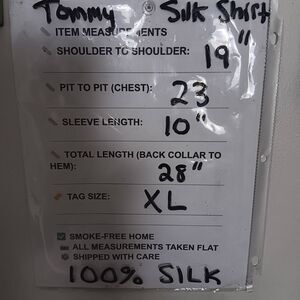 Tommy Silk Shirt
ITEM MEASUREMENTS
SHOULDER TO SHOULDER: 19"
PIT TO PIT (CHEST): 23
SLEEVE LENGTH: 10"
TOTAL LENGTH (BACK COLLAR TO
HEM): 28"
TAG SIZE: XL
SMOKE-FREE HOME
ALL MEASUREMENTS TAKEN FLAT
SHIPPED WITH CARE
100% SILK